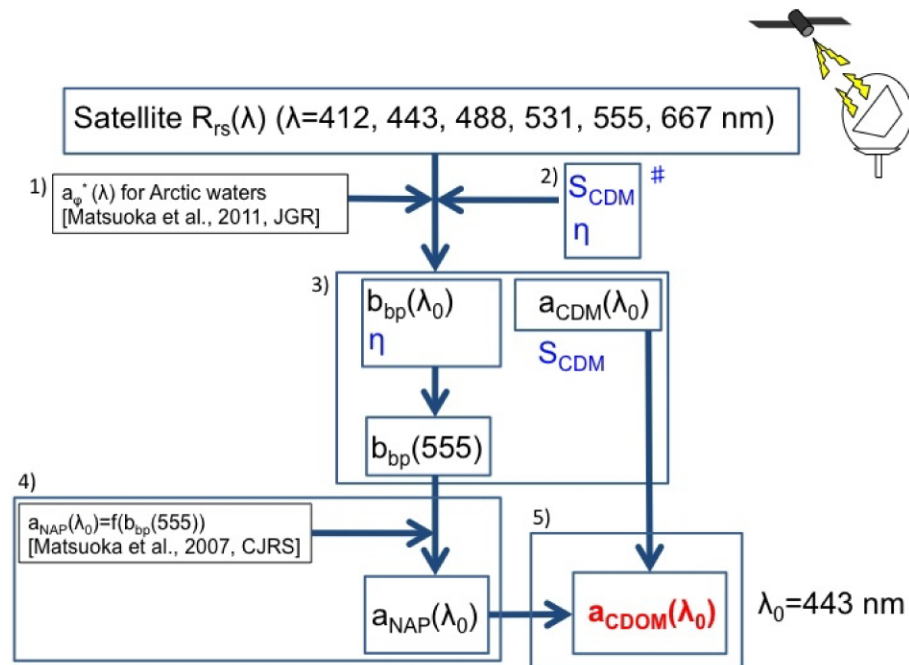 Satellite Rrs(λ) (λ=412, 443, 488, 531, 555, 667 nm)
1)
aφ*(λ) for Arctic waters
[Matsuoka et al., 2011, JGR]
2)
SCDM
#
η
3)
bbp(λ0)
η
aCDM(λ0)
SCDM
bbp(555)
4)
aNAP(λ0)=f(bbp(555))
[Matsuoka et al., 2007, CJRS]
aNAP(λ0)
5)
aCDOM(λ0)
λ0=443 nm